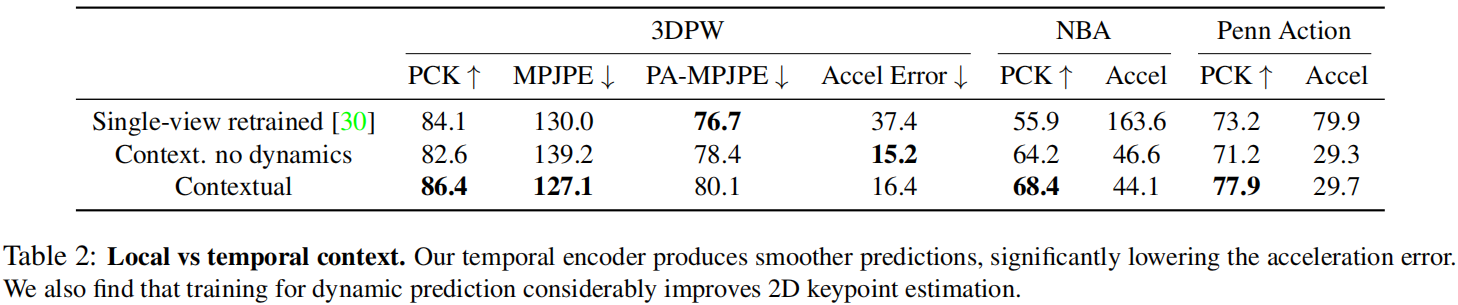 3DPW NBA Penn Action
PCK ↑ MPJPE ↓ PA-MPJPE ↓ Accel Error ↓ PCK ↑ Accel PCK ↑ Accel
Single-view retrained [30] 84.1 130.0 76.7 37.4 55.9 163.6 73.2 79.9
Context. no dynamics 82.6 139.2 78.4 15.2 64.2 46.6 71.2 29.3
Contextual 86.4 127.1 80.1 16.4 68.4 44.1 77.9 29.7
Table 2: Local vs temporal context. Our temporal encoder produces smoother predictions, significantly lowering the acceleration error.
We also find that training for dynamic prediction considerably improves 2D keypoint estimation.